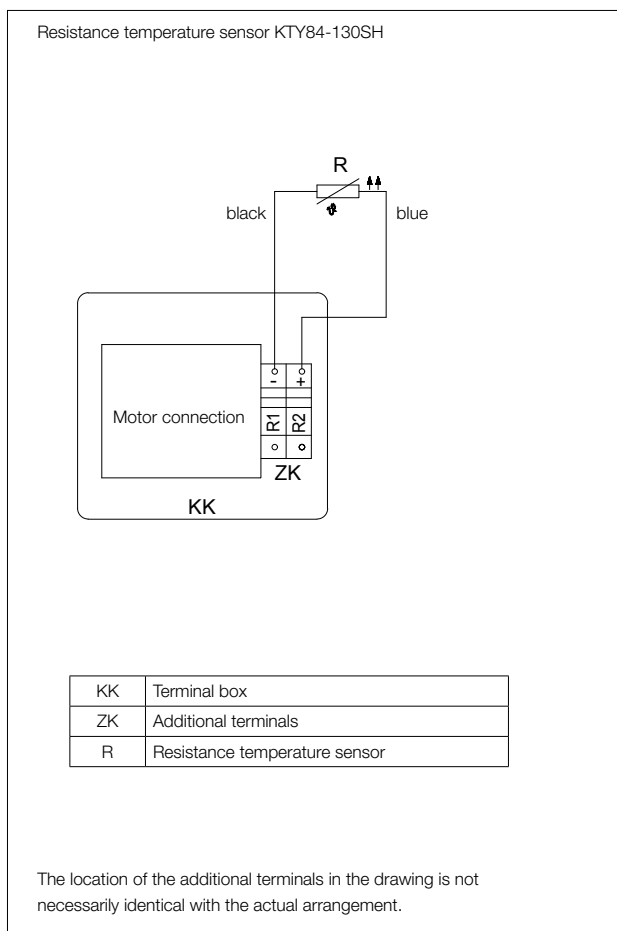 Resistance temperature sensor KTY84-130SH
R
black
blue
- +
Motor connection
R1 R2
ZK
KK
KK Terminal box
ZK Additional terminals
R Resistance temperature sensor
The location of the additional terminals in the drawing is not
necessarily identical with the actual arrangement.